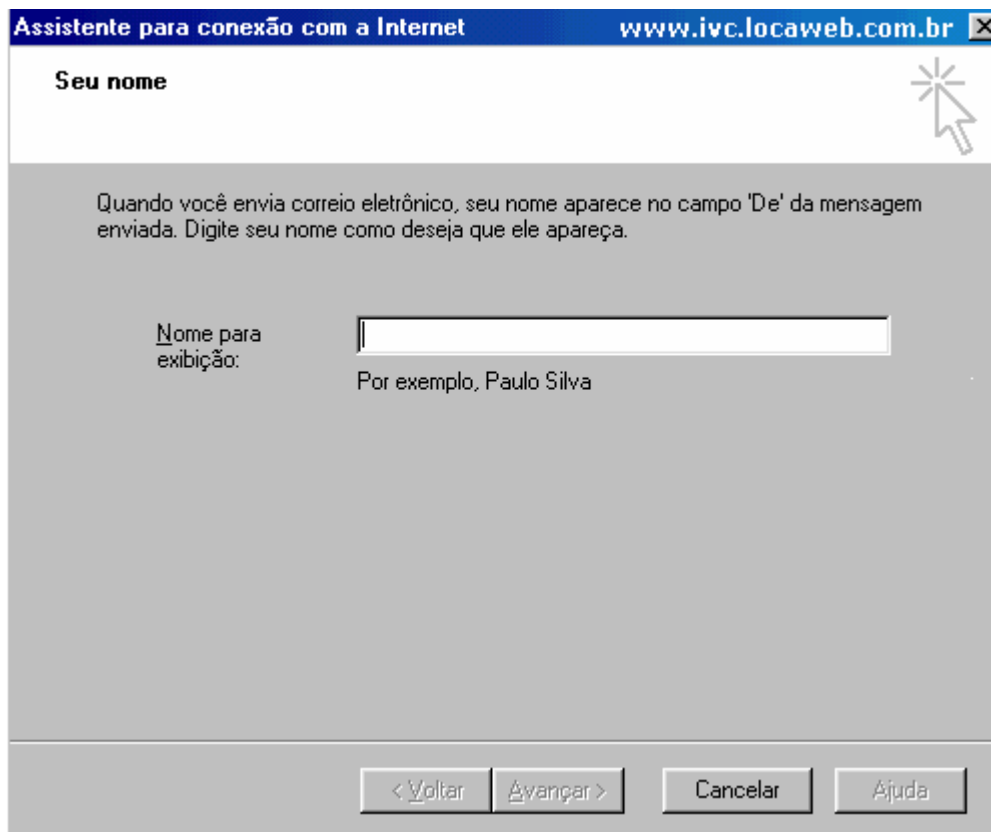 Assistente para conexão com a Internet www.ivc.locaweb.com.br
Seu nome
Quando você envia correio eletrônico, seu nome aparece no campo 'De' da mensagem
enviada. Digite seu nome como deseja que ele apareça.
Nome para
exibição:
Por exemplo, Paulo Silva
< Voltar Avançar > Cancelar Ajuda